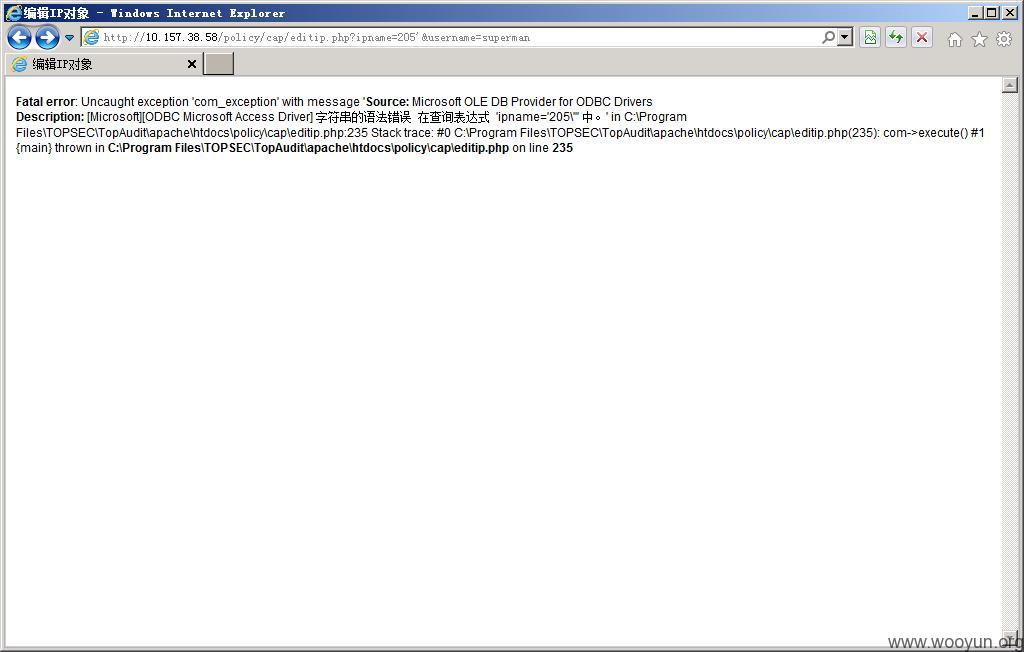 编辑IP对象 - Windows Internet Explorer
http://10.157.38.58/policy/cap/editip.php?ipname=205'&username=superman
编辑IP对象
Fatal error: Uncaught exception 'com_exception' with message 'Source: Microsoft OLE DB Provider for ODBC Drivers
Description: [Microsoft][ODBC Microsoft Access Driver] 字符串的语法错误 在查询表达式 'ipname='205\'" 中。' in C:\Program
Files\TOPSEC\TopAudit\apache\htdocs\policy\cap\editip.php:235 Stack trace: #0 C:\Program Files\TOPSEC\TopAudit\apache\htdocs\policy\cap\editip.php(235): com->execute() #1
{main} thrown in C:\Program Files\TOPSEC\TopAudit\apache\htdocs\policy\cap\editip.php on line 235
www.wooyun.org